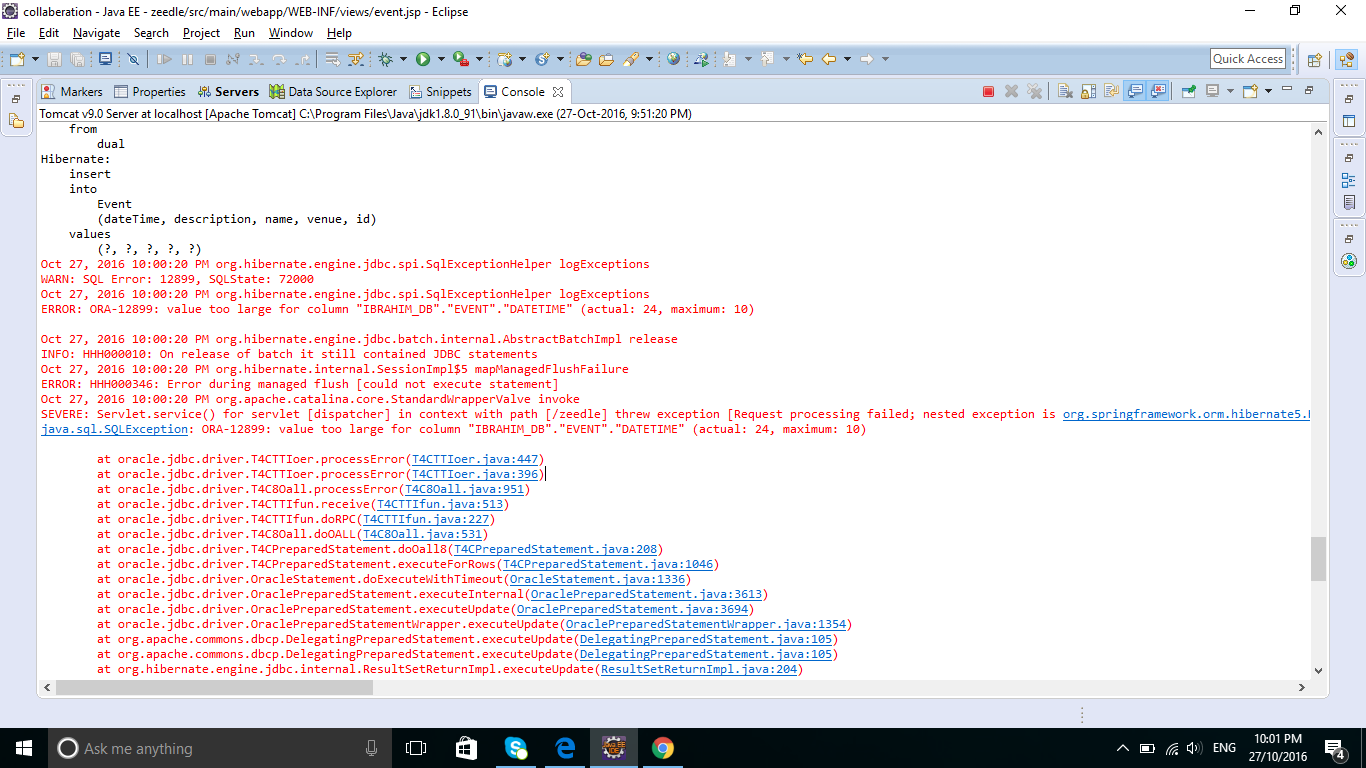 collaberation - Java EE - zeedle/src/main/webapp/WEB-INF/views/event.jsp - Eclipse
File Edit Navigate Search Project Run Window Help
Quick Access
Markers Properties Servers Data Source Explorer Snippets Console
Tomcat v9.0 Server at localhost [Apache Tomcat] C:\Program Files\Java\jdk1.8.0_91\bin\javaw.exe (27-Oct-2016, 9:51:20 PM)
from
dual
Hibernate:
insert
into
Event
(dateTime, description, name, venue, id)
values
(?, ?, ?, ?, ?)
Oct 27, 2016 10:00:20 PM org.hibernate.engine.jdbc.spi.SqlExceptionHelper logExceptions
WARN: SQL Error: 12899, SQLState: 72000
Oct 27, 2016 10:00:20 PM org.hibernate.engine.jdbc.spi.SqlExceptionHelper logExceptions
ERROR: ORA-12899: value too large for column "IBRAHIM_DB"."EVENT"."DATETIME" (actual: 24, maximum: 10)
Oct 27, 2016 10:00:20 PM org.hibernate.engine.jdbc.batch.internal.AbstractBatchImpl release
INFO: HHH000010: On release of batch it still contained JDBC statements
Oct 27, 2016 10:00:20 PM org.hibernate.internal.SessionImpl$5 mapManagedFlushFailure
ERROR: HHH000346: Error during managed flush [could not execute statement]
Oct 27, 2016 10:00:20 PM org.apache.catalina.core.StandardWrapperValve invoke
SEVERE: Servlet.service() for servlet [dispatcher] in context with path [/zeedle] threw exception [Request processing failed; nested exception is org.springframework.orm.hibernate5.
java.sql.SQLException: ORA-12899: value too large for column "IBRAHIM_DB"."EVENT"."DATETIME" (actual: 24, maximum: 10)
at oracle.jdbc.driver.T4CTTIoer.processError(T4CTTIoer.java:447)
at oracle.jdbc.driver.T4CTTIoer.processError(T4CTTIoer.java:396)
at oracle.jdbc.driver.T4C8Oall.processError(T4C8Oall.java:951)
at oracle.jdbc.driver.T4CTTIfun.receive(T4CTTIfun.java:513)
at oracle.jdbc.driver.T4CTTIfun.doRPC(T4CTTIfun.java:227)
at oracle.jdbc.driver.T4C8Oall.doOALL(T4C8Oall.java:531)
at oracle.jdbc.driver.T4CPreparedStatement.doOall8(T4CPreparedStatement.java:208)
at oracle.jdbc.driver.T4CPreparedStatement.executeForRows(T4CPreparedStatement.java:1046)
at oracle.jdbc.driver.OracleStatement.doExecuteWithTimeout(OracleStatement.java:1336)
at oracle.jdbc.driver.OraclePreparedStatement.executeInternal(OraclePreparedStatement.java:3613)
at oracle.jdbc.driver.OraclePreparedStatement.executeUpdate(OraclePreparedStatement.java:3694)
at oracle.jdbc.driver.OraclePreparedStatementWrapper.executeUpdate(OraclePreparedStatementWrapper.java:1354)
at org.apache.commons.dbcp.DelegatingPreparedStatement.executeUpdate(DelegatingPreparedStatement.java:105)
at org.apache.commons.dbcp.DelegatingPreparedStatement.executeUpdate(DelegatingPreparedStatement.java:105)
at org.hibernate.engine.jdbc.internal.ResultSetReturnImpl.executeUpdate(ResultSetReturnImpl.java:204)
Ask me anything
ENG
10:01 PM
27/10/2016
4